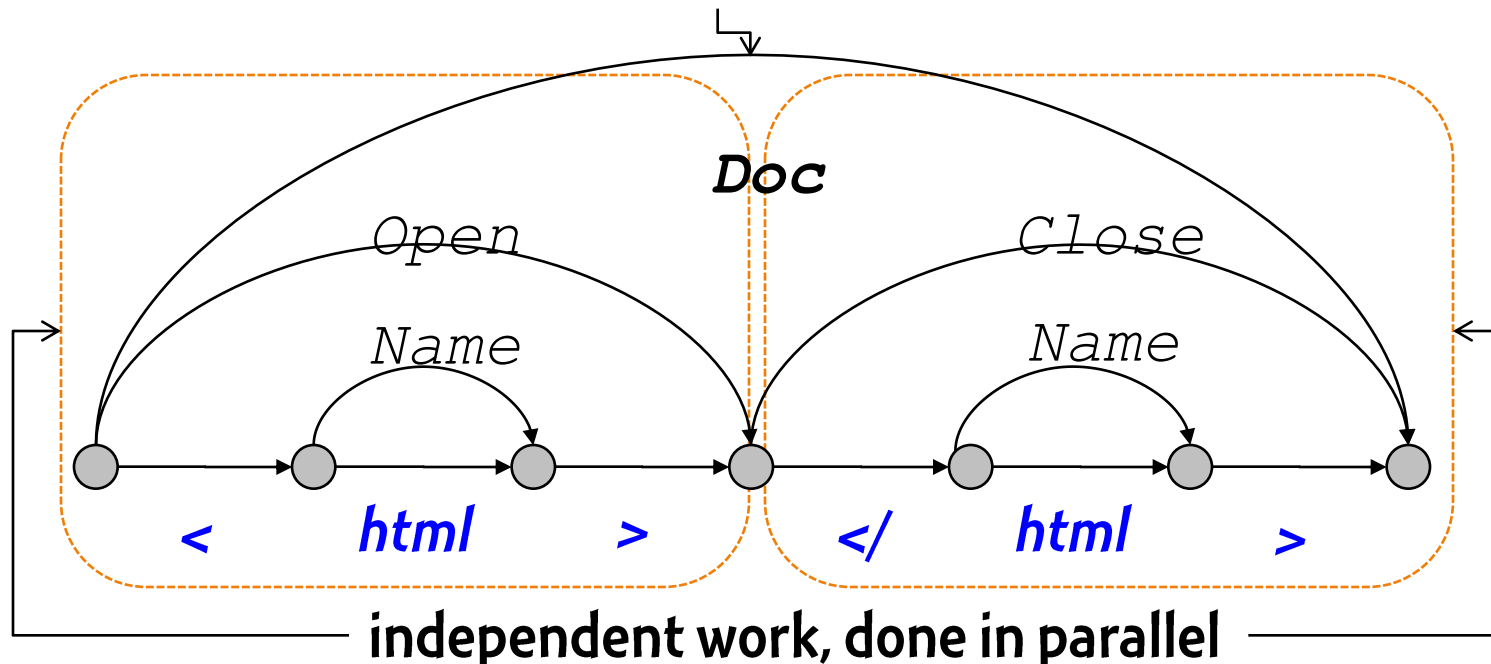 Doc
Open Close
Name Name
< html > </ html >
independent work, done in parallel